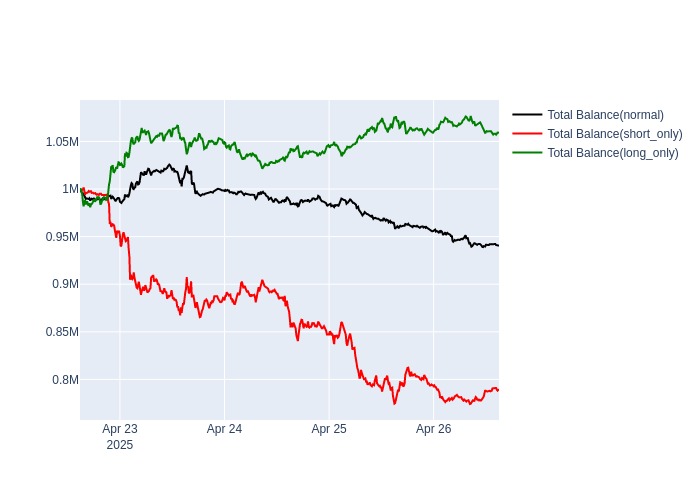 Total Balance(normal)
Total Balance(short_only)
Total Balance(long_only)
1.05M
1M
0.95M
0.9M
0.85M
0.8M
Apr 23
2025
Apr 24
Apr 25
Apr 26